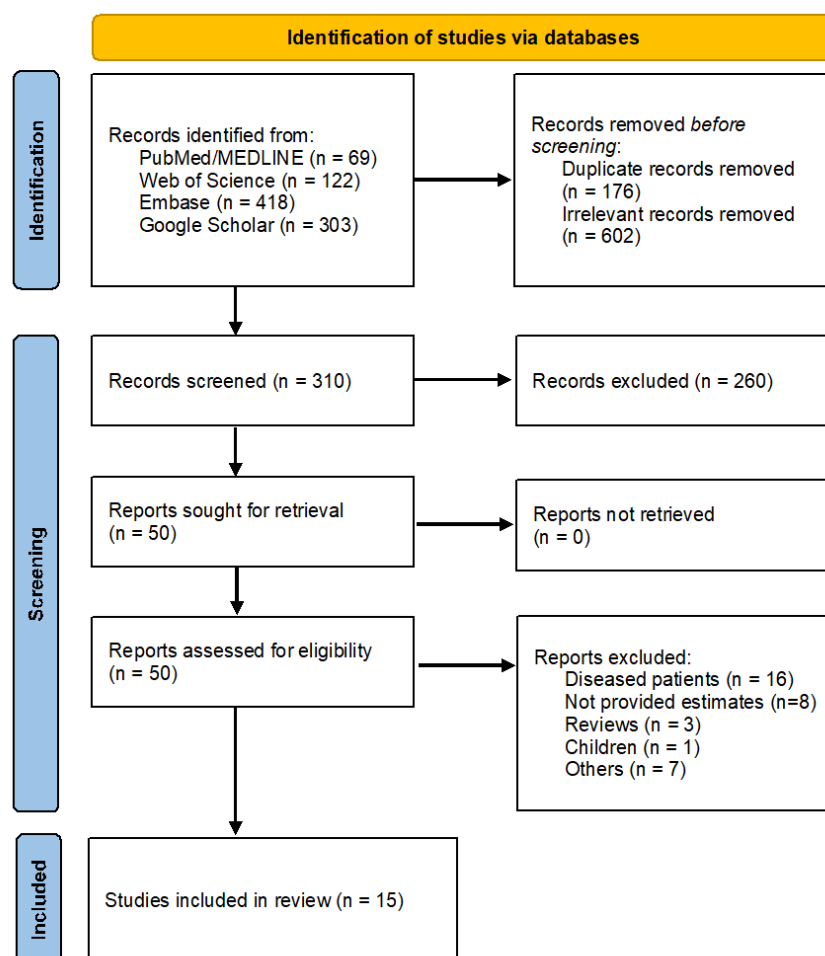 Identification of studies via databases
Identification
Records identified from:
PubMed/MEDLINE (n = 69)
Web of Science (n = 122)
Embase (n = 418)
Google Scholar (n = 303)
Records removed before
screening:
Duplicate records removed
(n = 176)
Irrelevant records removed
(n = 602)
Screening
Records screened (n = 310)
Records excluded (n = 260)
Reports sought for retrieval
(n = 50)
Reports not retrieved
(n = 0)
Reports assessed for eligibility
(n = 50)
Reports excluded:
Diseased patients (n = 16)
Not provided estimates (n=8)
Reviews (n = 3)
Children (n = 1)
Others (n = 7)
Included
Studies included in review (n = 15)